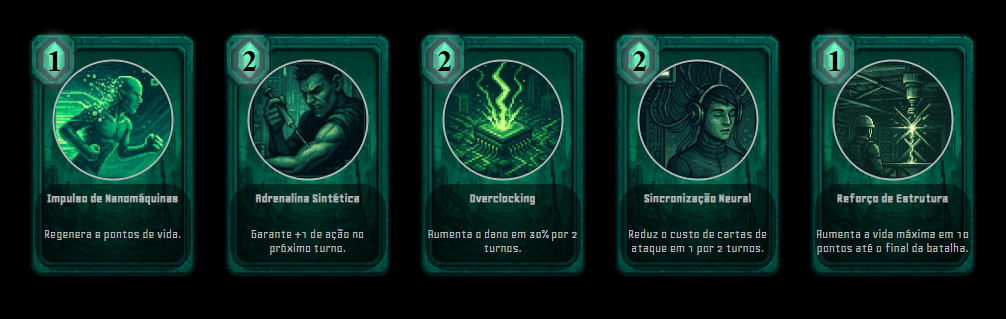 1
Impulso de Nanomáquinas
Regenera 8 pontos de vida.
2
Adrenalina Sintética
Garante +1 de ação no
próximo turno.
2
Overclocking
Aumenta o dano em 30% por 2
turnos.
2
Sincronização Neural
Reduz o custo de cartas de
ataque em 1 por 2 turnos.
1
Reforço de Estrutura
Aumenta a vida máxima em 10
pontos até o final da batalha.